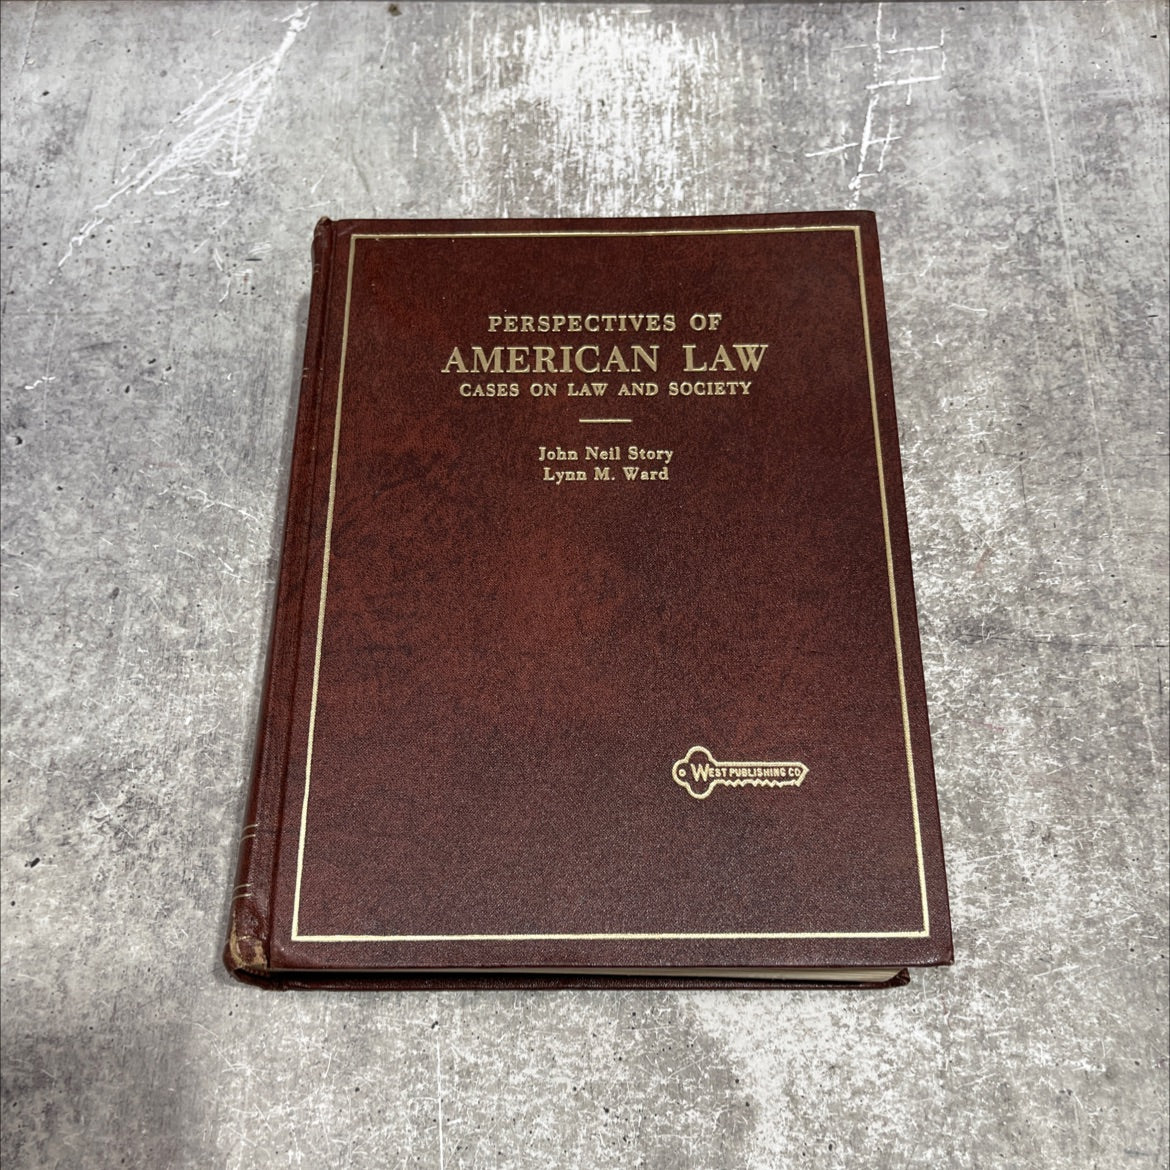 PERSPECTIVES OF
AMERICAN LAW
CASES ON LAW AND SOCIETY
John Neil Story
Lynn M. Ward
WEST PUBLISHING CO